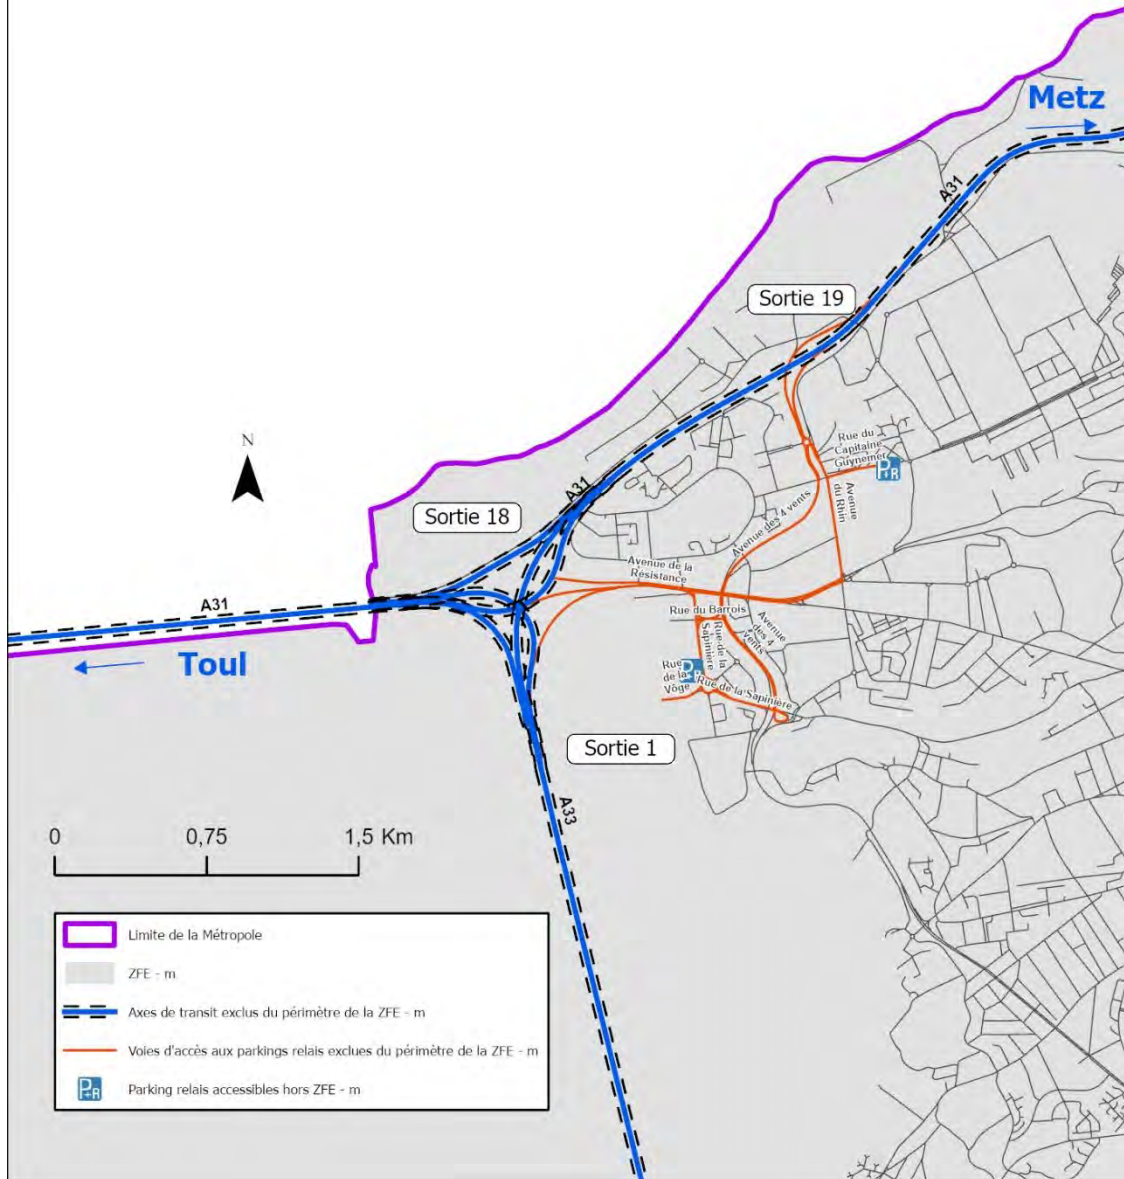 Metz
A31
Sortie 19
N
Rue du
Capitaine
Guynemer
P+R
Avenue
du Rhin
A31
Sortie 18
Avenue des 4 vents
Avenue de la
Résistance
A31
Rue du Barrois
Avenue
des 4
Vents
Rue de la
Sapinière
Toul
Rue
de la
Vôge
P+R
Rue de la Sapinière
Sortie 1
A33
0 0,75 1,5 Km
Limite de la Métropole
ZFE - m
Axes de transit exclus du périmètre de la ZFE - m
Voies d'accès aux parkings relais exclues du périmètre de la ZFE - m
P+R
Parking relais accessibles hors ZFE - m